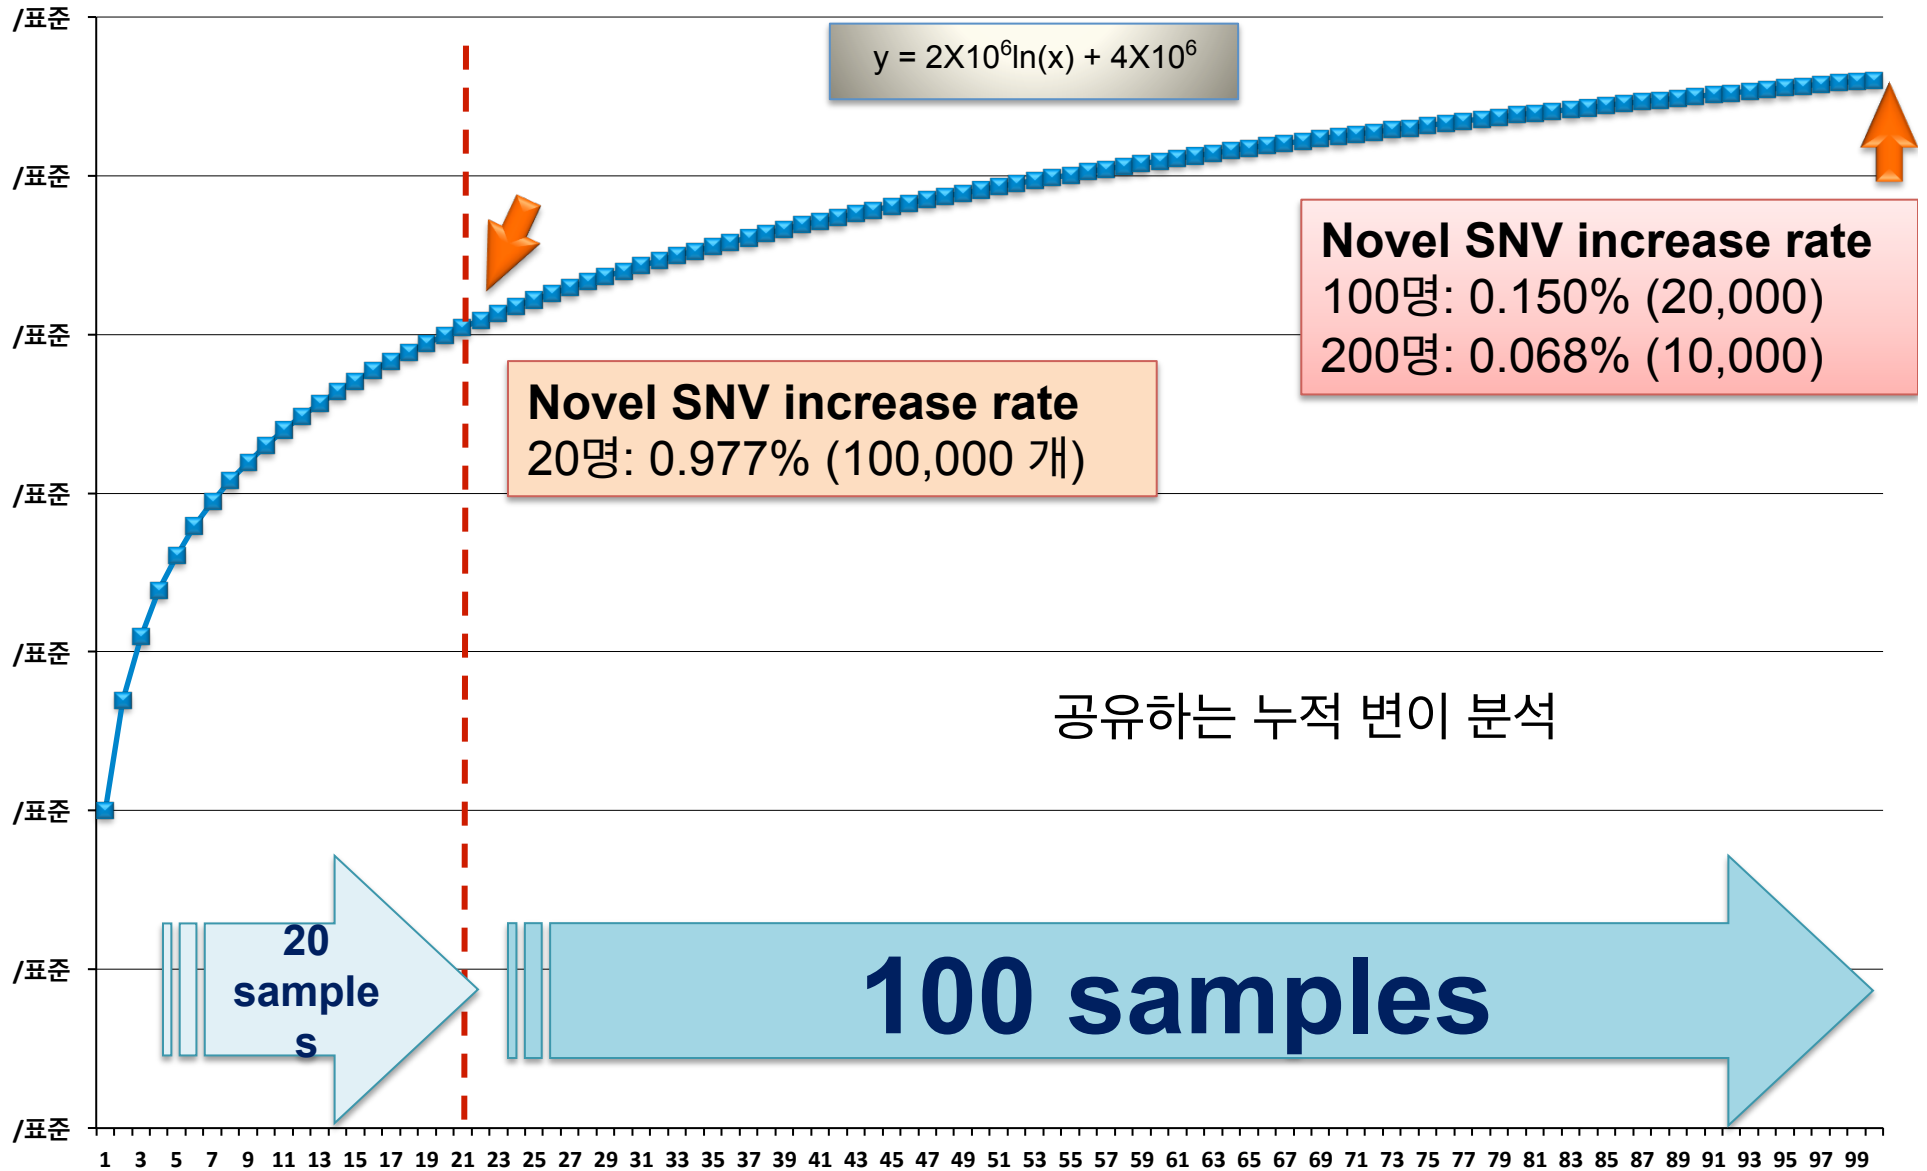 /표준
/표준
/표준
/표준
/표준
/표준
/표준
/표준
y = 2X10⁶ln(x) + 4X10⁶
Novel SNV increase rate
100명: 0.150% (20,000)
200명: 0.068% (10,000)
Novel SNV increase rate
20명: 0.977% (100,000 개)
공유하는 누적 변이 분석
20
sample
s
100 samples
1 3 5 7 9 11 13 15 17 19 21 23 25 27 29 31 33 35 37 39 41 43 45 47 49 51 53 55 57 59 61 63 65 67 69 71 73 75 77 79 81 83 85 87 89 91 93 95 97 99